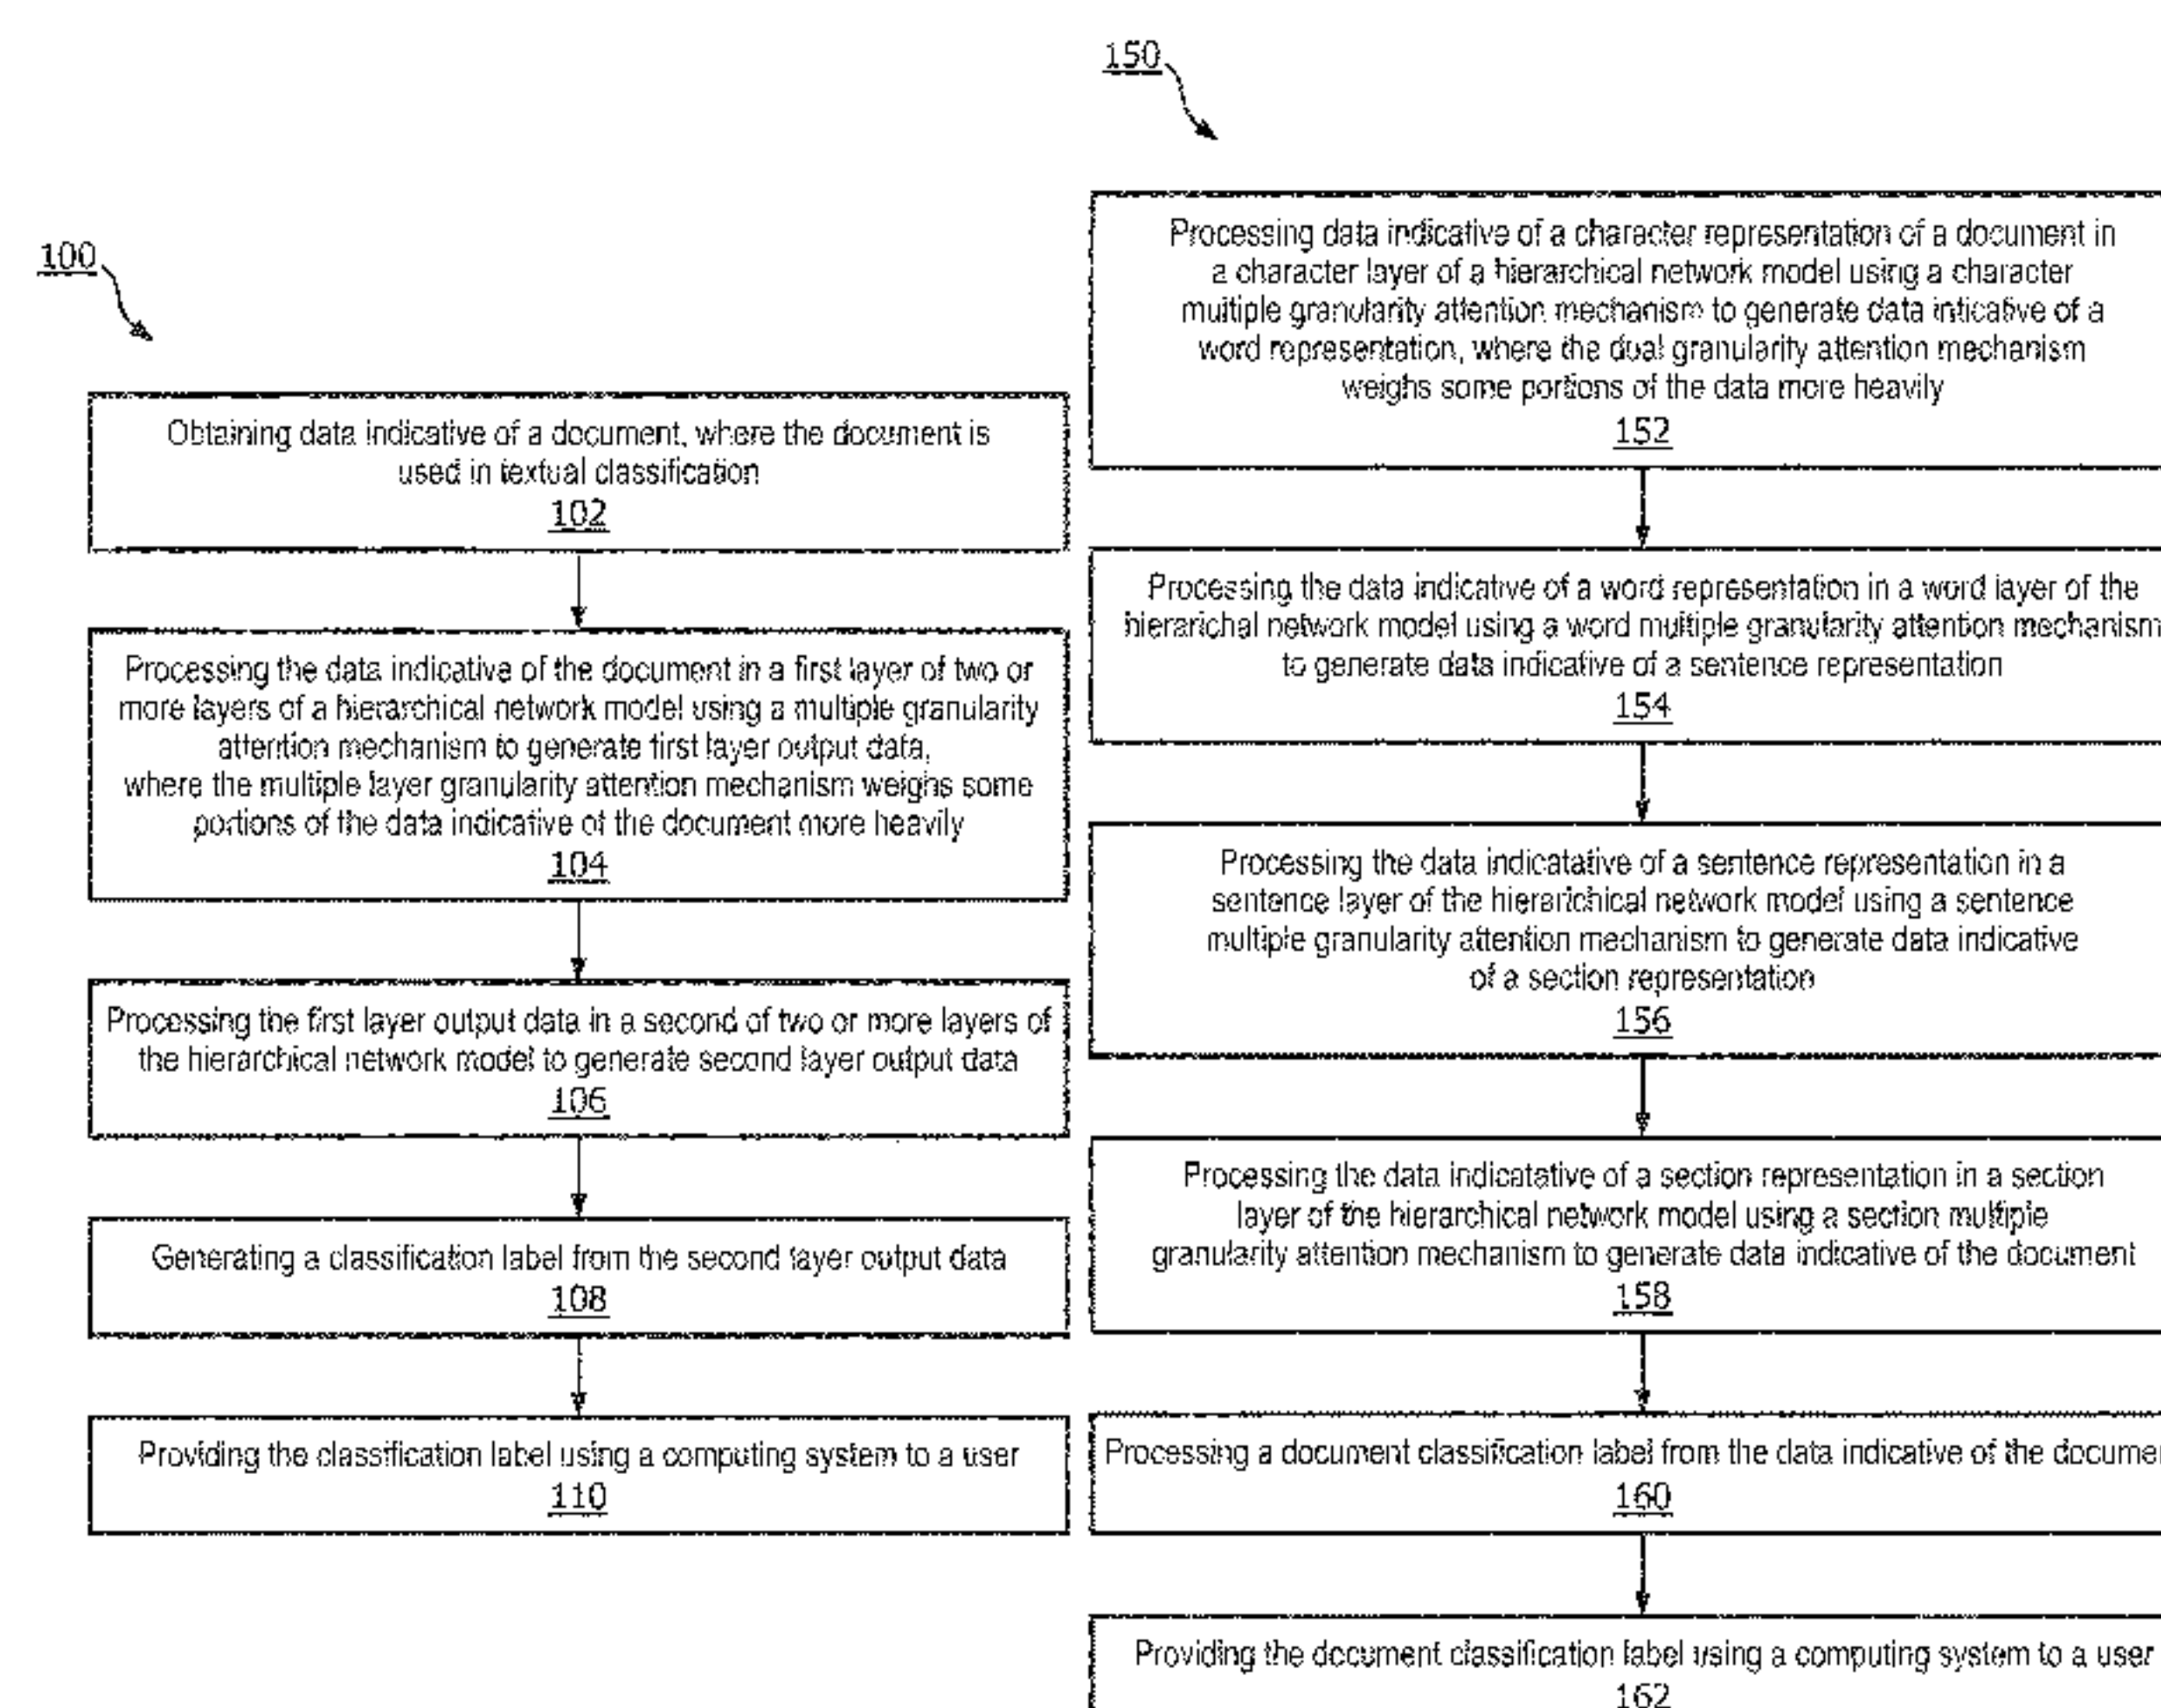 100
Obtaining data indicative of a document, where the document is
used in textual classification
102
Processing the data indicative of the document in a first layer of two or
more layers of a hierarchical network model using a multiple granularity
attention mechanism to generate first layer output data,
where the multiple layer granularity attention mechanism weighs some
portions of the data indicative of the document more heavily
104
Processing the first layer output data in a second of two or more layers of
the hierarchical network model to generate second layer output data
106
Generating a classification label from the second layer output data
108
Providing the classification label using a computing system to a user
110
150
Processing data indicative of a character representation of a document in
a character layer of a hierarchical network model using a character
multiple granularity attention mechanism to generate data inticative of a
word representation, where the dual granularity attention mechanism
weighs some portions of the data more heavily
152
Processing the data indicative of a word representation in a word layer of the
hierarichal network model using a word multiple granularity attention mechanism
to generate data indicative of a sentence representation
154
Processing the data indicatative of a sentence representation in a
sentence layer of the hierarichical network model using a sentence
multiple granularity attention mechanism to generate data indicative
of a section representation
156
Processing the data indicatative of a section representation in a section
layer of the hierarchical network model using a section multiple
granularity attention mechanism to generate data indicative of the document
158
Processing a document classification label from the data indicative of the
160
Providing the document classification label using a computing system to a user
162